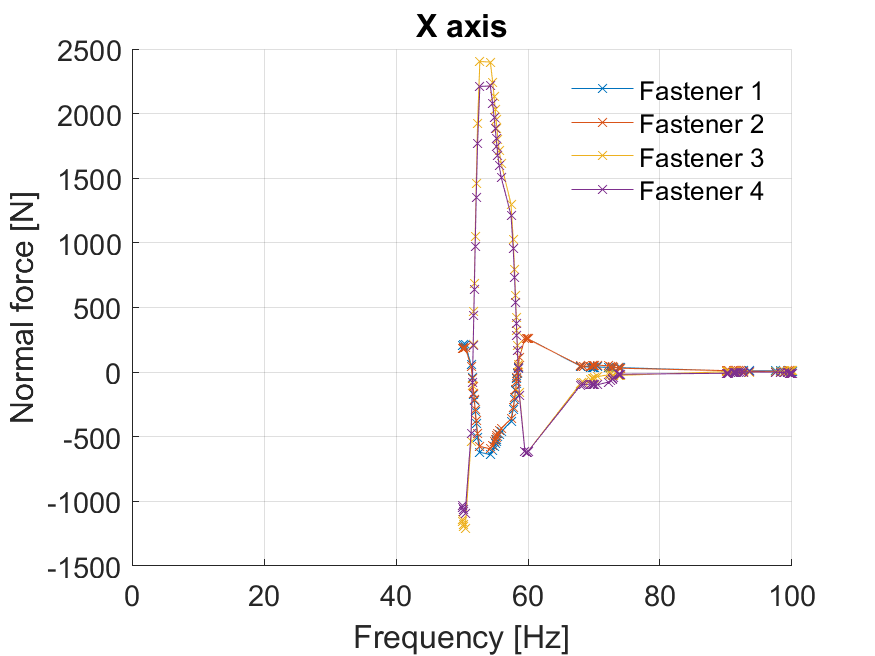 X axis
2500
2000
1500
1000
500
0
-500
-1000
-1500
Normal force [N]
Fastener 1
Fastener 2
Fastener 3
Fastener 4
0 20 40 60 80 100
Frequency [Hz]